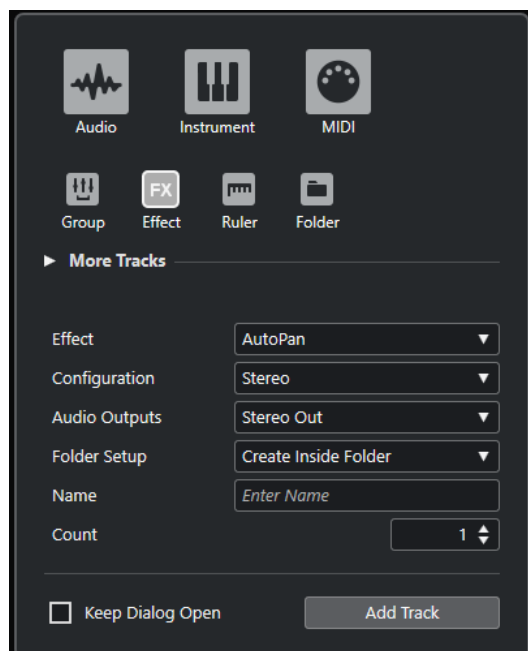 Audio Instrument MIDI
FX
Group Effect Ruler Folder
More Tracks
Effect AutoPan
Configuration Stereo
Audio Outputs Stereo Out
Folder Setup Create Inside Folder
Name Enter Name
Count 1
Keep Dialog Open Add Track